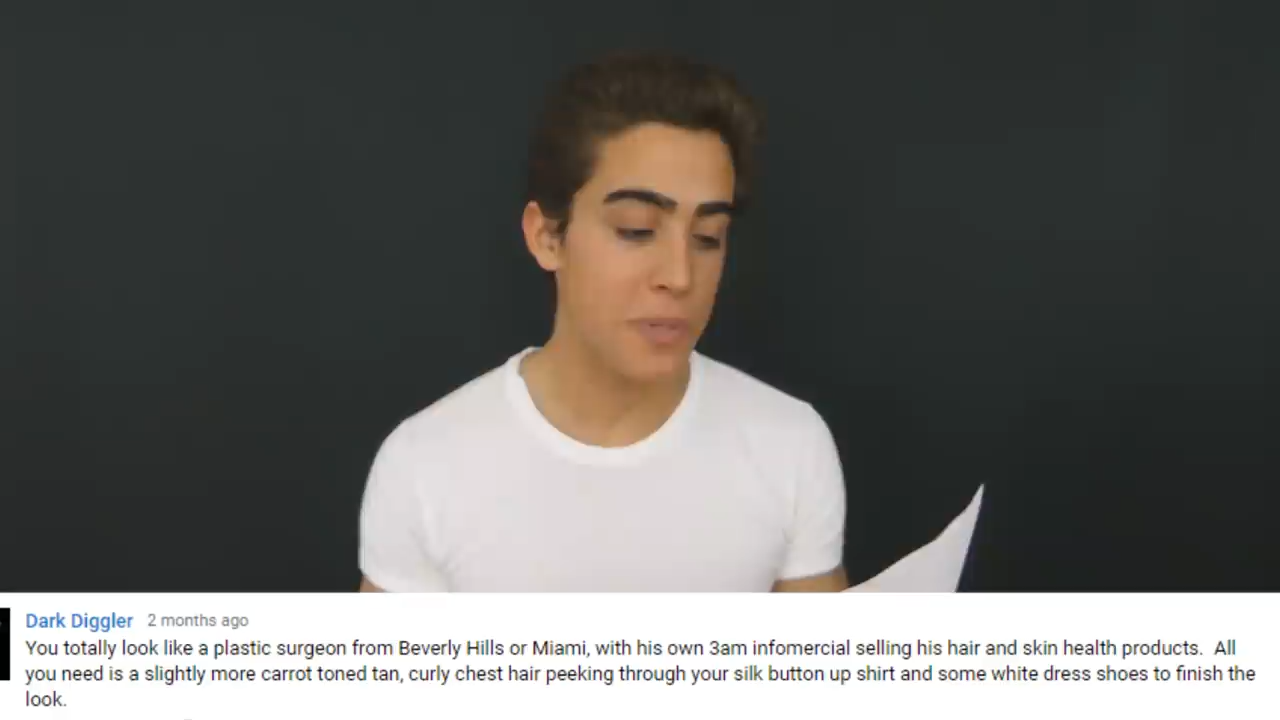 Dark Diggler 2 months ago
You totally look like a plastic surgeon from Beverly Hills or Miami, with his own 3am infomercial selling his hair and skin health products.  All
you need is a slightly more carrot toned tan, curly chest hair peeking through your silk button up shirt and some white dress shoes to finish the
look.